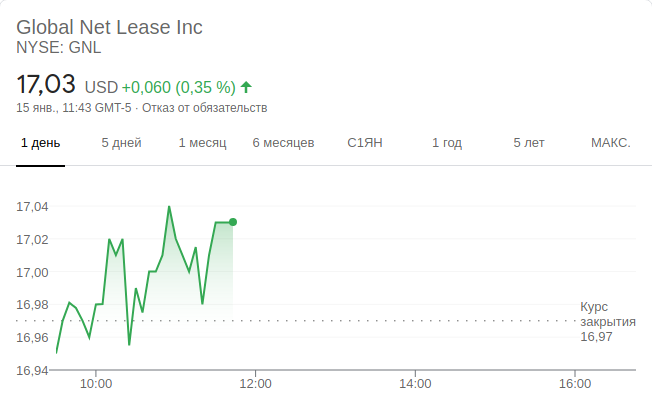 Global Net Lease Inc
NYSE: GNL
17,03 USD +0,060 (0,35 %)
15 янв., 11:43 GMT-5 · Отказ от обязательств
1 день 5 дней 1 месяц 6 месяцев С1ЯН 1 год 5 лет МАКС.
17,04
17,02
17,00
16,98
16,96
16,94
Курс
закрытия
16,97
10:00 12:00 14:00 16:00